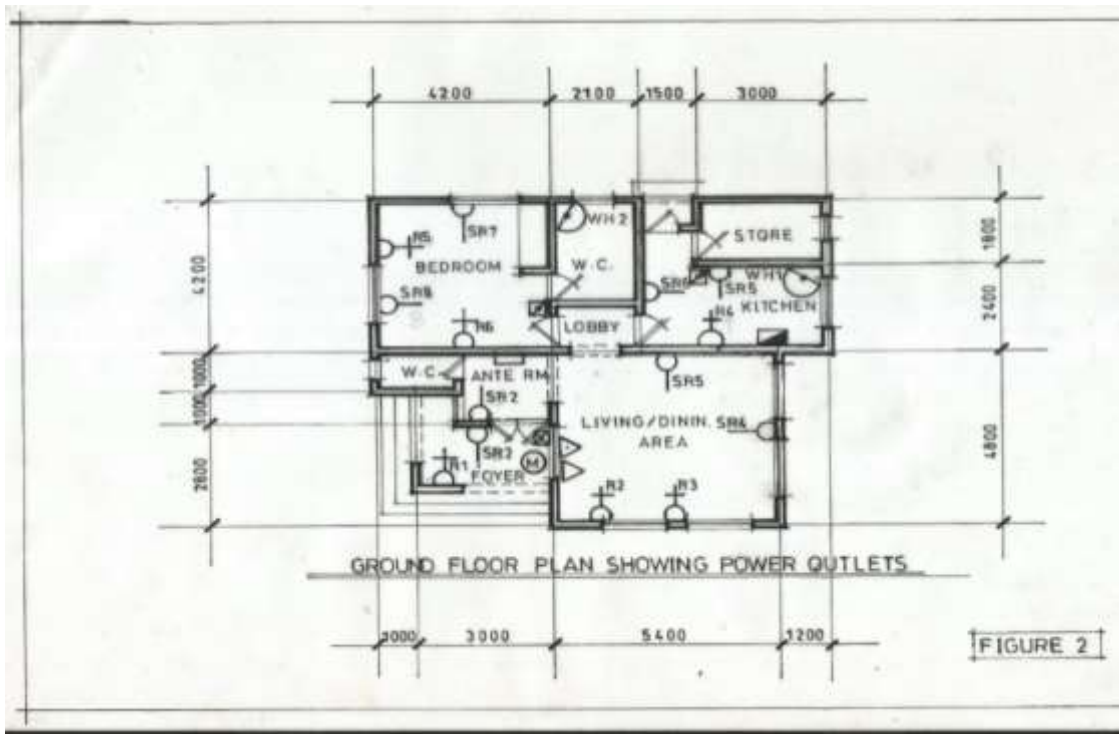 4200 2100 1500 3000
WH2
SR7
R5
STORE
1800
BEDROOM
W.C.
4200
WH1
SR6 SR5
SR8
KITCHEN
2400
R6
R4
LOBBY
1000
W.C.
ANTE RM
SR5
SR2
1000
LIVING/DININ.
AREA
SR4
4800
SR2
2800
R1
M
FOYER
R2 R3
GROUND FLOOR PLAN SHOWING POWER OUTLETS
3000 5400 1200
FIGURE 2